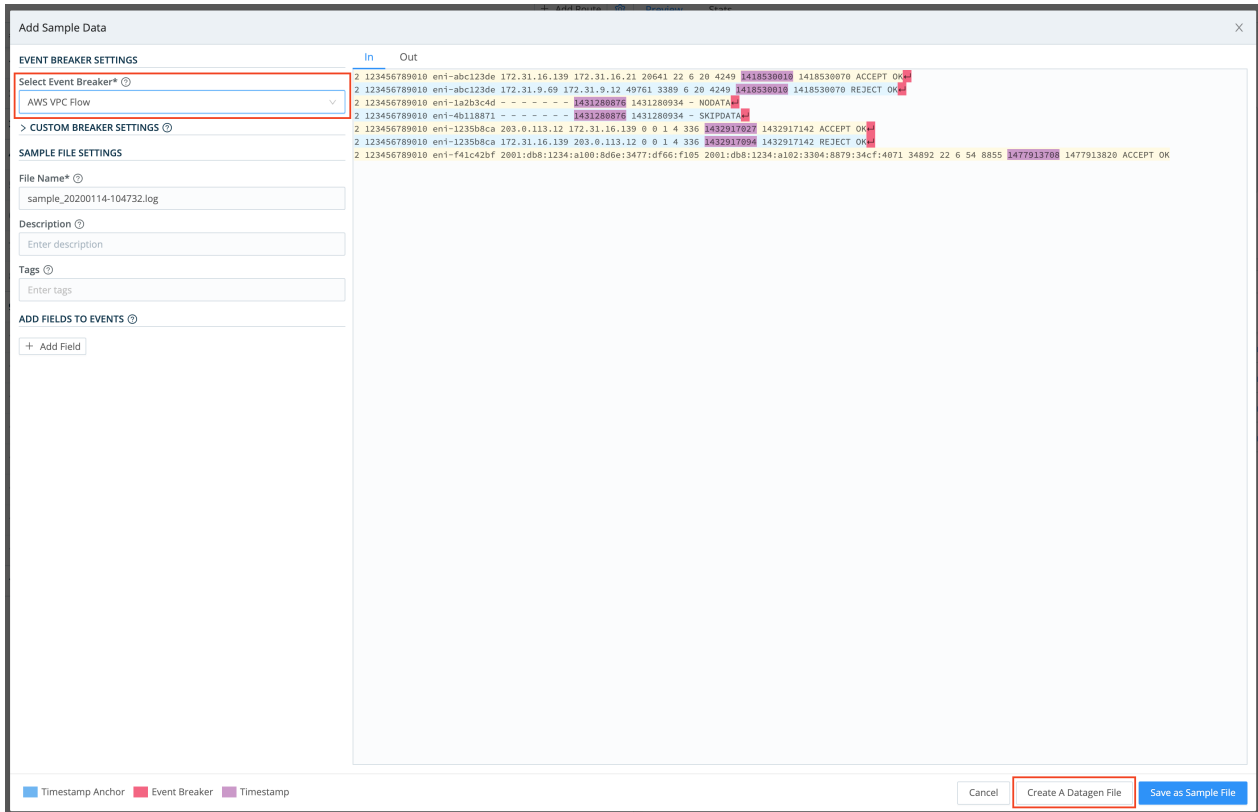 + Add Route Preview Stats
Add Sample Data
EVENT BREAKER SETTINGS
Select Event Breaker*
AWS VPC Flow
> CUSTOM BREAKER SETTINGS
SAMPLE FILE SETTINGS
File Name*
sample_20200114-104732.log
Description
Enter description
Tags
Enter tags
ADD FIELDS TO EVENTS
+ Add Field
In Out
2 123456789010 eni-abc123de 172.31.16.139 172.31.16.21 20641 22 6 20 4249 1418530010 1418530070 ACCEPT OK↵
2 123456789010 eni-abc123de 172.31.9.69 172.31.9.12 49761 3389 6 20 4249 1418530010 1418530070 REJECT OK↵
2 123456789010 eni-1a2b3c4d - - - - - - - 1431280876 1431280934 - NODATA↵
2 123456789010 eni-4b118871 - - - - - - - 1431280876 1431280934 - SKIPDATA↵
2 123456789010 eni-1235b8ca 203.0.113.12 172.31.16.139 0 0 1 4 336 1432917027 1432917142 ACCEPT OK↵
2 123456789010 eni-1235b8ca 172.31.16.139 203.0.113.12 0 0 1 4 336 1432917094 1432917142 REJECT OK↵
2 123456789010 eni-f41c42bf 2001:db8:1234:a100:8d6e:3477:df66:f105 2001:db8:1234:a102:3304:8879:34cf:4071 34892 22 6 54 8855 1477913708 1477913820 ACCEPT OK
Timestamp Anchor Event Breaker Timestamp
Cancel Create A Datagen File Save as Sample File